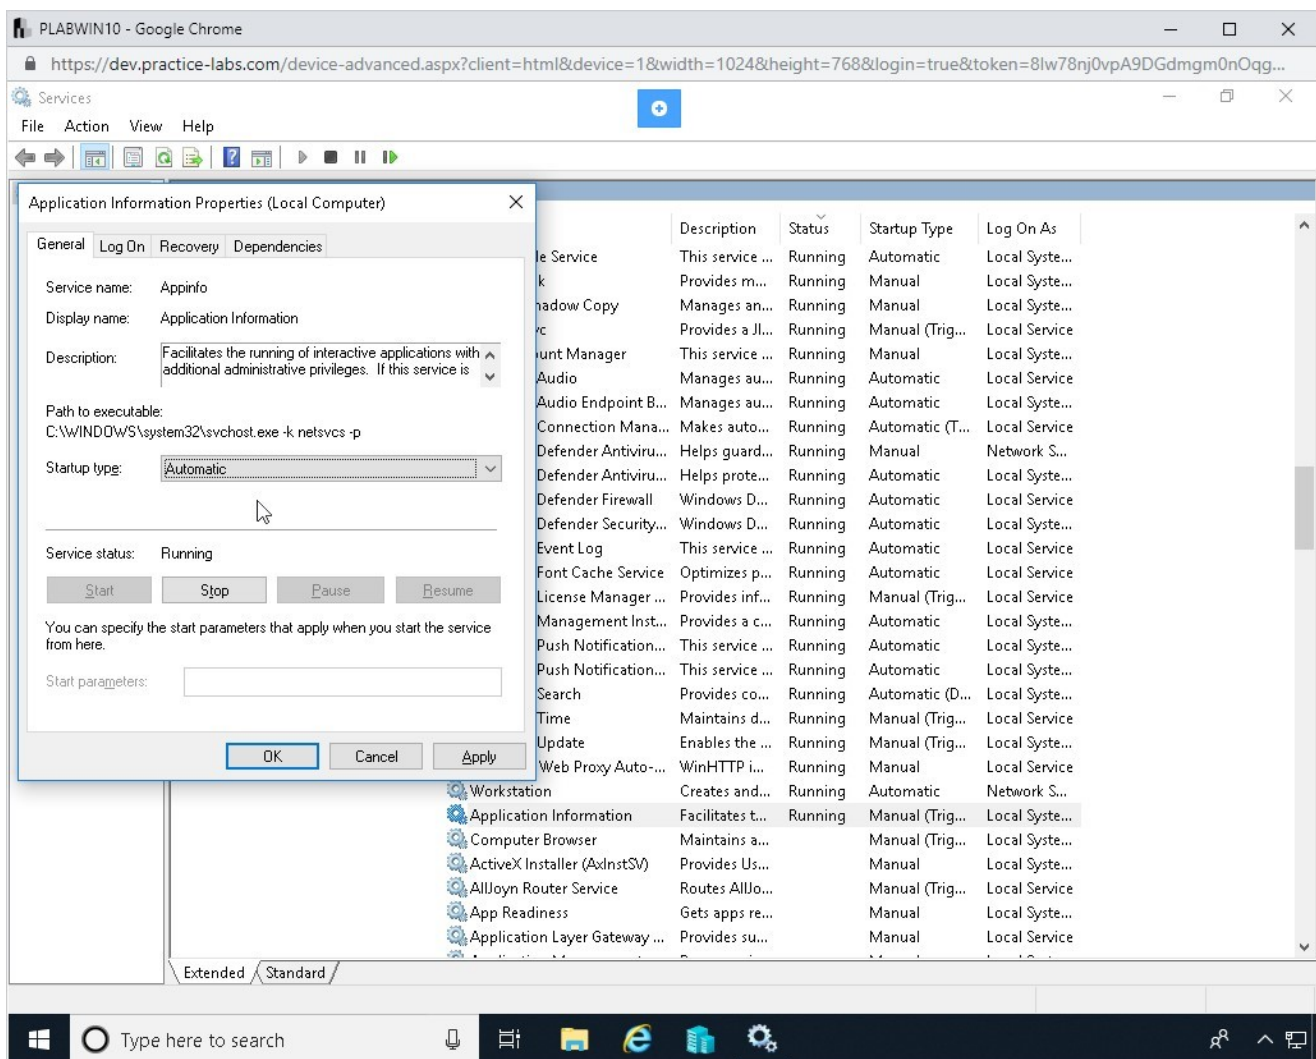 PLABWIN10 - Google Chrome
https://dev.practice-labs.com/device-advanced.aspx?client=html&device=1&width=1024&height=768&login=true&token=8lw78nj0vpA9DGdmgm0nOqg...
Services
File Action View Help
Application Information Properties (Local Computer)
General Log On Recovery Dependencies
Service name: Appinfo
Display name: Application Information
Description: Facilitates the running of interactive applications with
additional administrative privileges. If this service is
Path to executable:
C:\WINDOWS\system32\svchost.exe -k netsvcs -p
Startup type: Automatic
Service status: Running
Start Stop Pause Resume
You can specify the start parameters that apply when you start the service
from here.
Start parameters:
OK Cancel Apply
Description Status Startup Type Log On As
le Service This service ... Running Automatic Local Syste...
k Provides m... Running Manual Local Syste...
hadow Copy Manages an... Running Manual Local Syste...
vc Provides a JI... Running Manual (Trig... Local Service
unt Manager This service ... Running Manual Local Syste...
Audio Manages au... Running Automatic Local Service
Audio Endpoint B... Manages au... Running Automatic Local Syste...
Connection Mana... Makes auto... Running Automatic (T... Local Service
Defender Antiviru... Helps guard... Running Manual Network S...
Defender Antiviru... Helps prote... Running Automatic Local Syste...
Defender Firewall Windows D... Running Automatic Local Service
Defender Security... Windows D... Running Automatic Local Syste...
Event Log This service ... Running Automatic Local Service
Font Cache Service Optimizes p... Running Automatic Local Service
License Manager ... Provides inf... Running Manual (Trig... Local Service
Management Inst... Provides a c... Running Automatic Local Syste...
Push Notification... This service ... Running Automatic Local Syste...
Push Notification... This service ... Running Automatic Local Syste...
Search Provides co... Running Automatic (D... Local Syste...
Time Maintains d... Running Manual (Trig... Local Service
Update Enables the ... Running Manual (Trig... Local Syste...
Web Proxy Auto-... WinHTTP i... Running Manual Local Service
Workstation Creates and... Running Automatic Network S...
Application Information Facilitates t... Running Manual (Trig... Local Syste...
Computer Browser Maintains a... Manual (Trig... Local Syste...
ActiveX Installer (AxInstSV) Provides Us... Manual Local Syste...
AllJoyn Router Service Routes AllJo... Manual (Trig... Local Service
App Readiness Gets apps re... Manual Local Syste...
Application Layer Gateway ... Provides su... Manual Local Service
Extended Standard
Type here to search